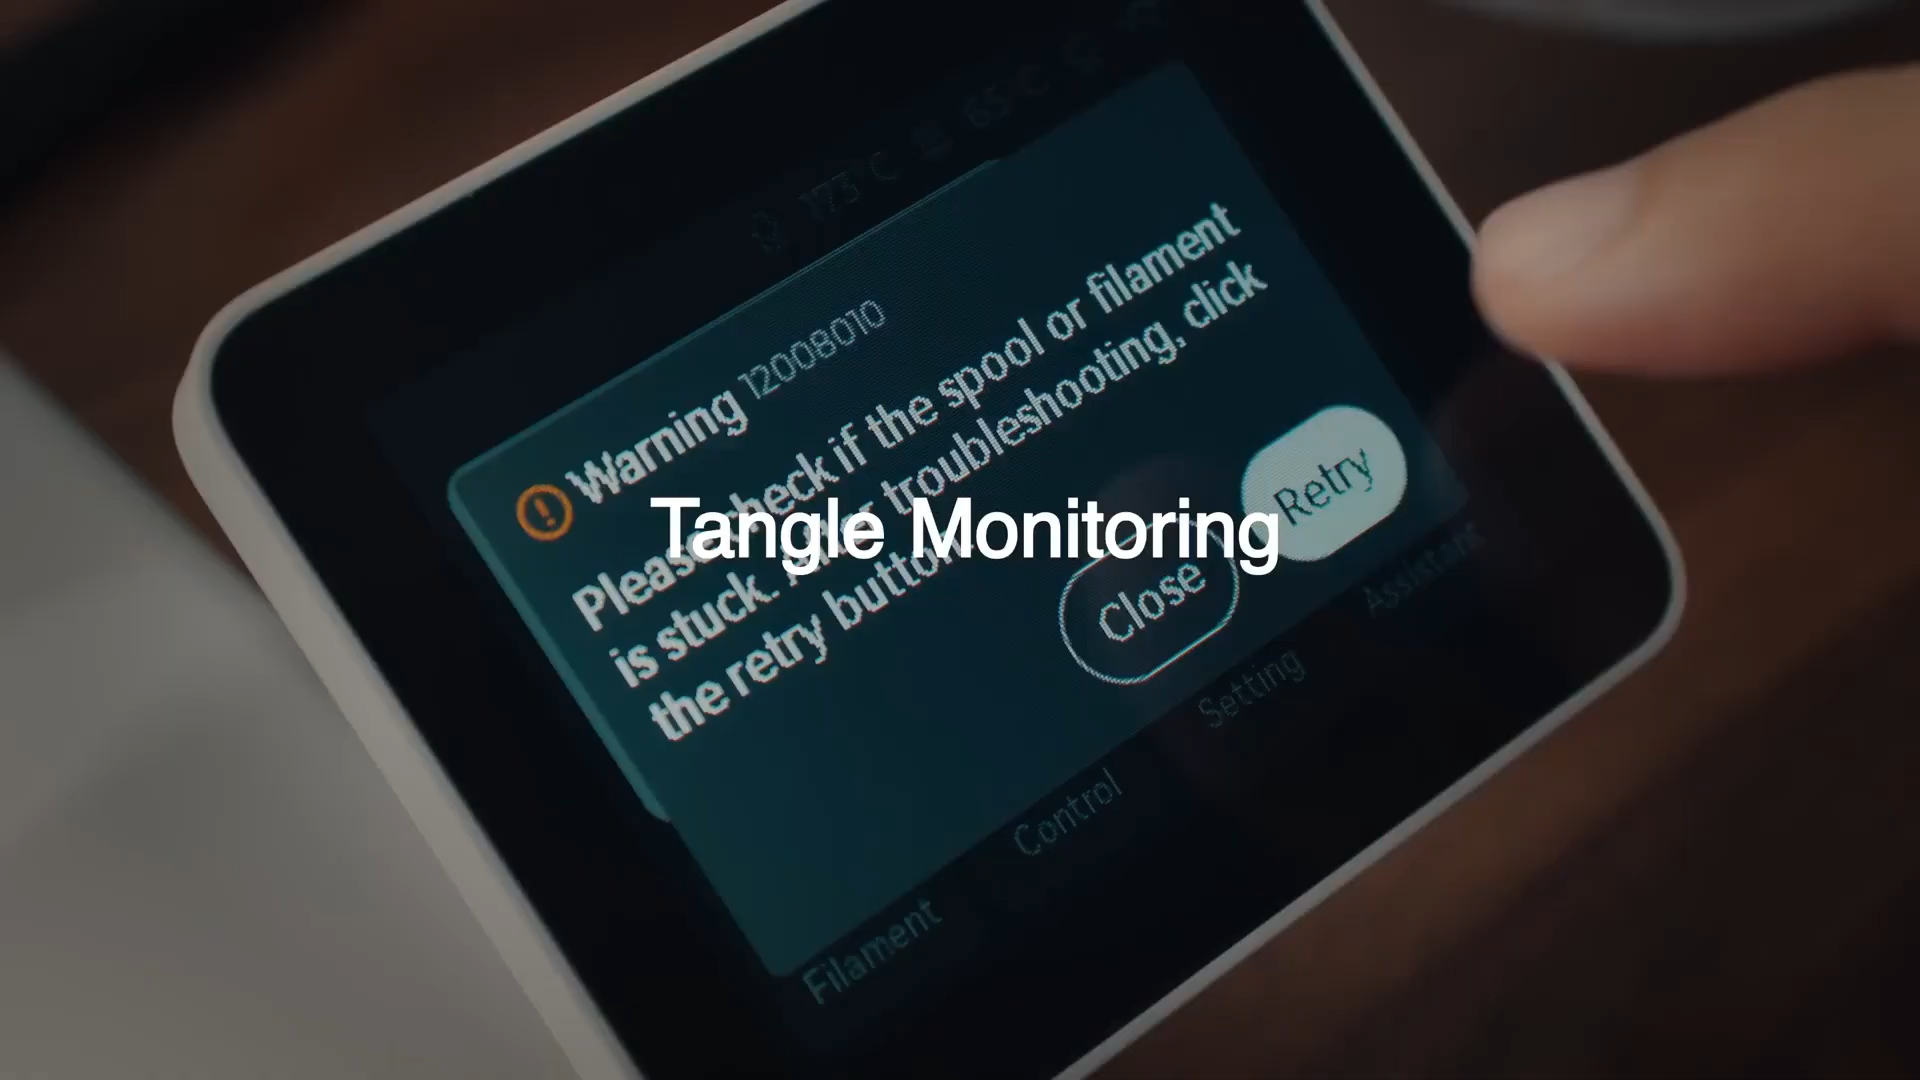 173°C 65°C
Warning 12008010
Please check if the spool or filament
is stuck. After troubleshooting, click
the retry button.
Close
Retry
Filament
Control
Setting
Assistant
Tangle Monitoring